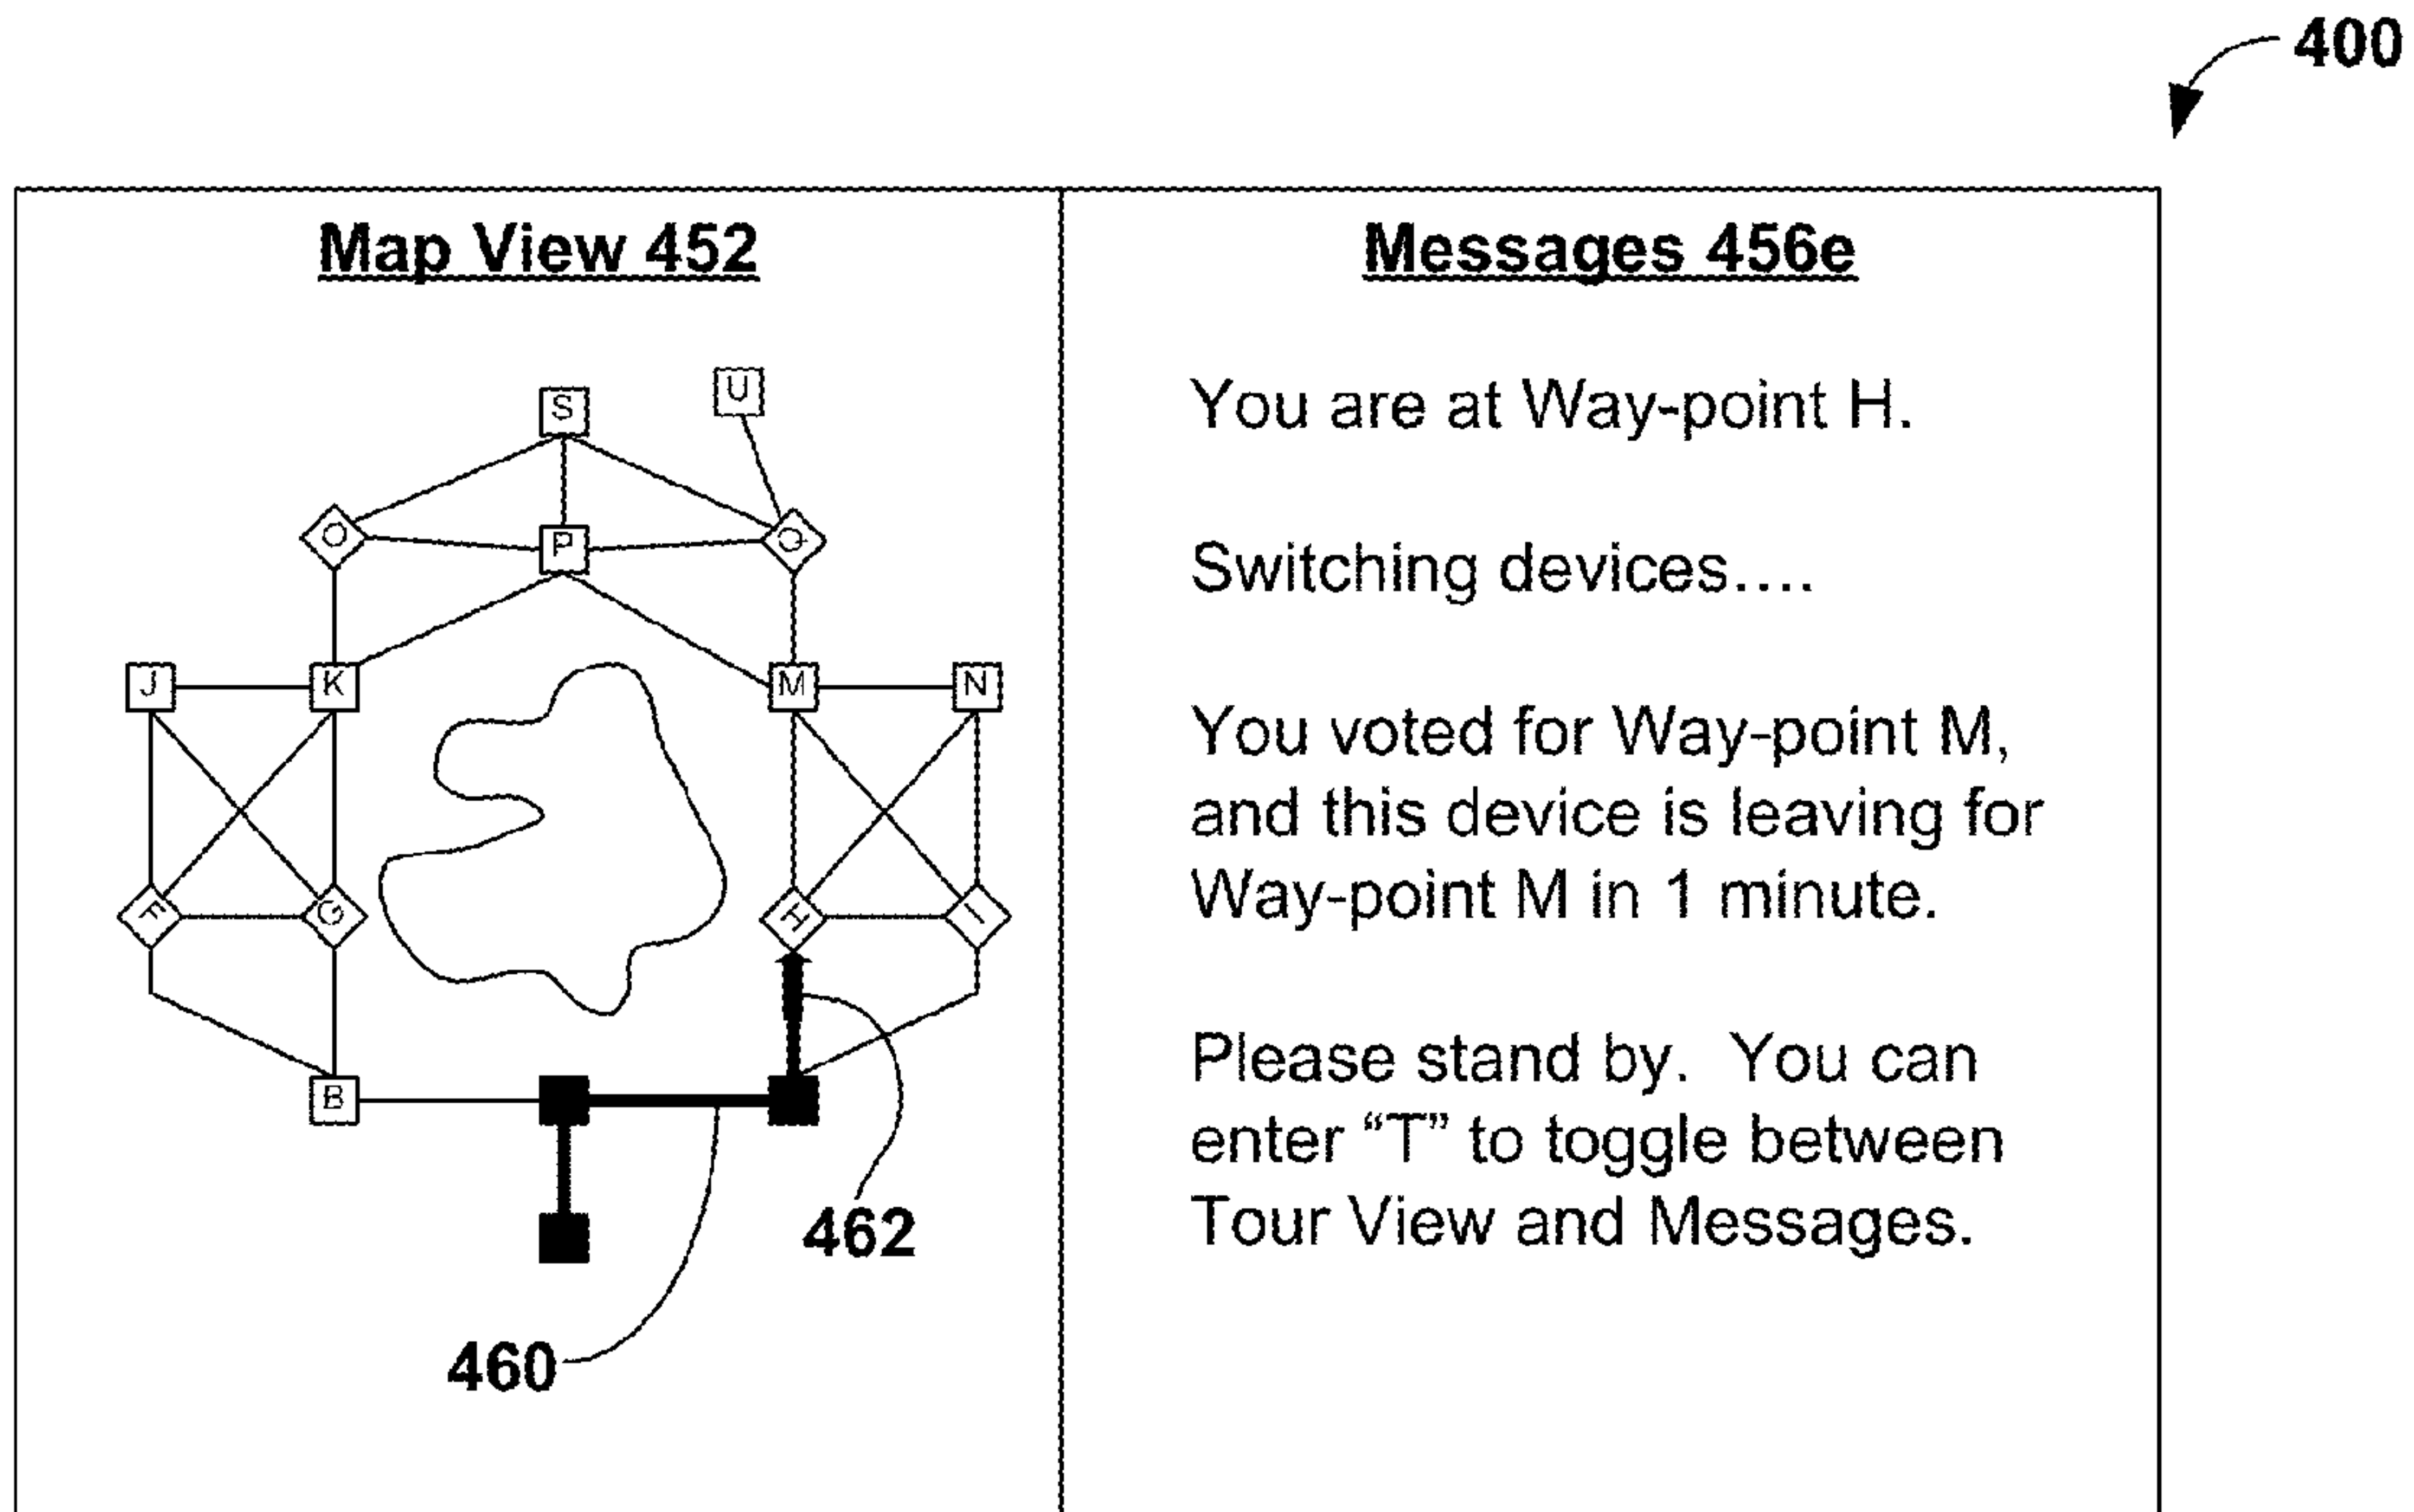 400
Map View 452
Messages 456e
U
S
O
P
Q
J
K
M
N
F
G
H
I
B
462
460
You are at Way-point H.
Switching devices....
You voted for Way-point M,
and this device is leaving for
Way-point M in 1 minute.
Please stand by. You can
enter “T” to toggle between
Tour View and Messages.